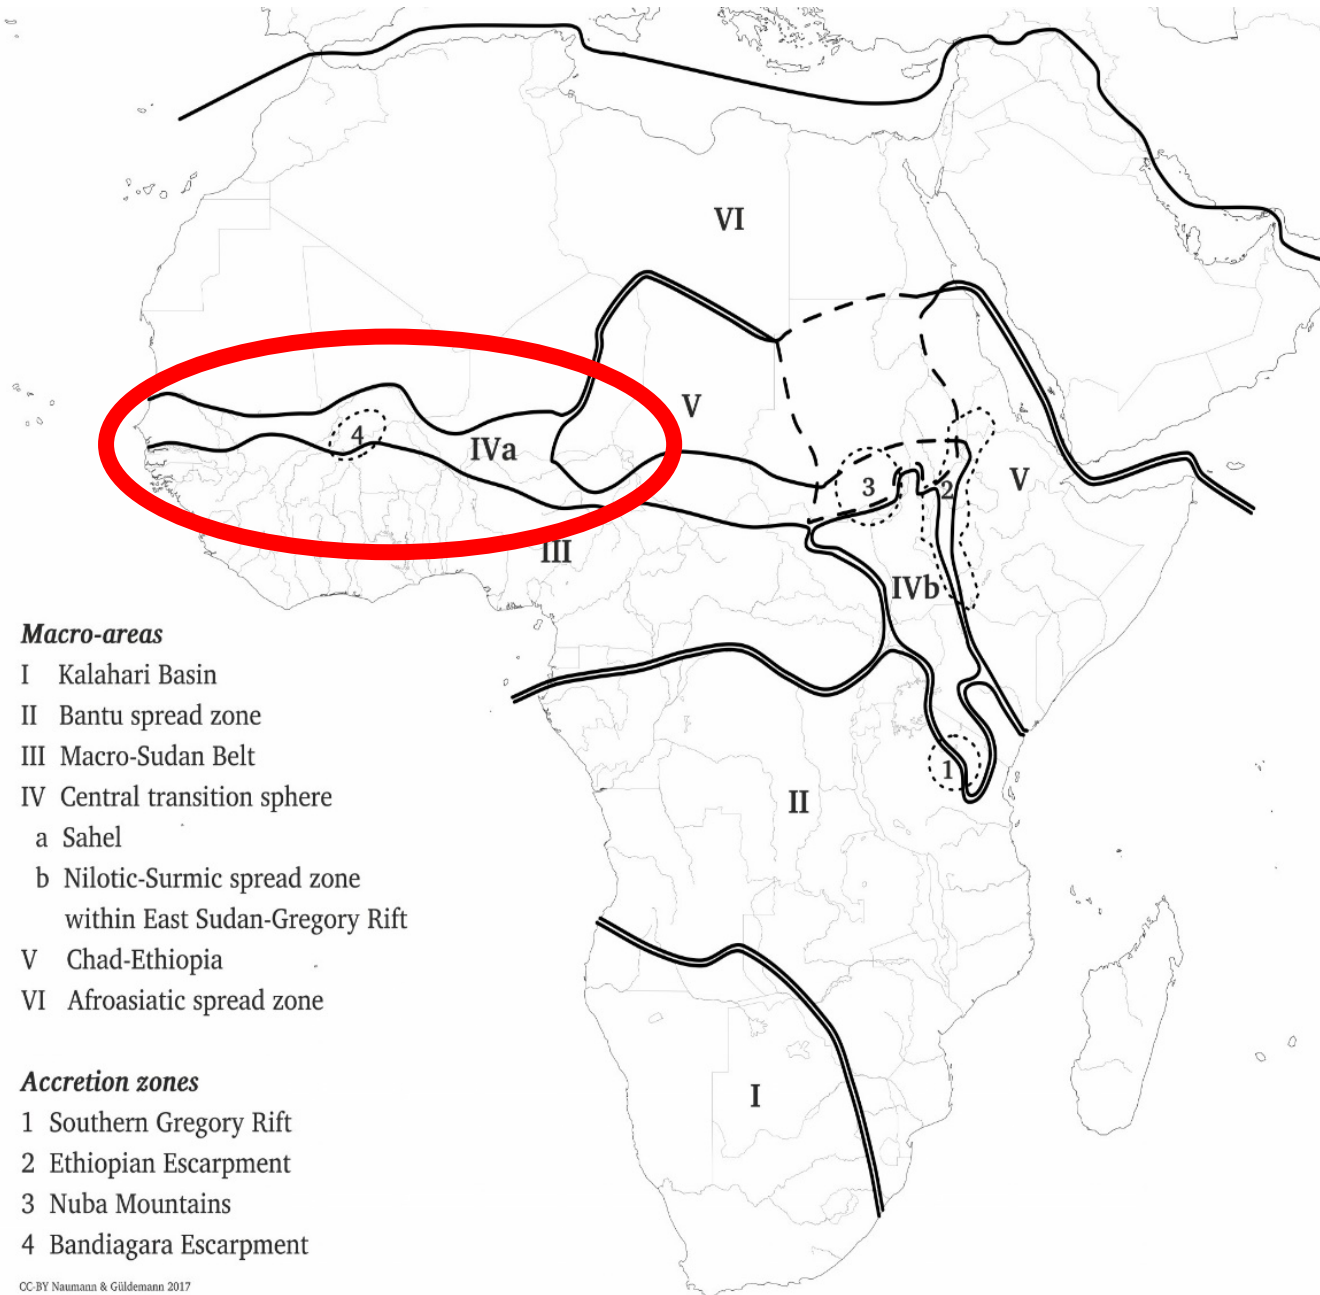 VI
V
4
IVa
3
2
V
III
IVb
1
II
I
Macro-areas
I Kalahari Basin
II Bantu spread zone
III Macro-Sudan Belt
IV Central transition sphere
a Sahel
b Nilotic-Surmic spread zone
within East Sudan-Gregory Rift
V Chad-Ethiopia
VI Afroasiatic spread zone
Accretion zones
1 Southern Gregory Rift
2 Ethiopian Escarpment
3 Nuba Mountains
4 Bandiagara Escarpment
CC-BY Naumann & Güldemann 2017